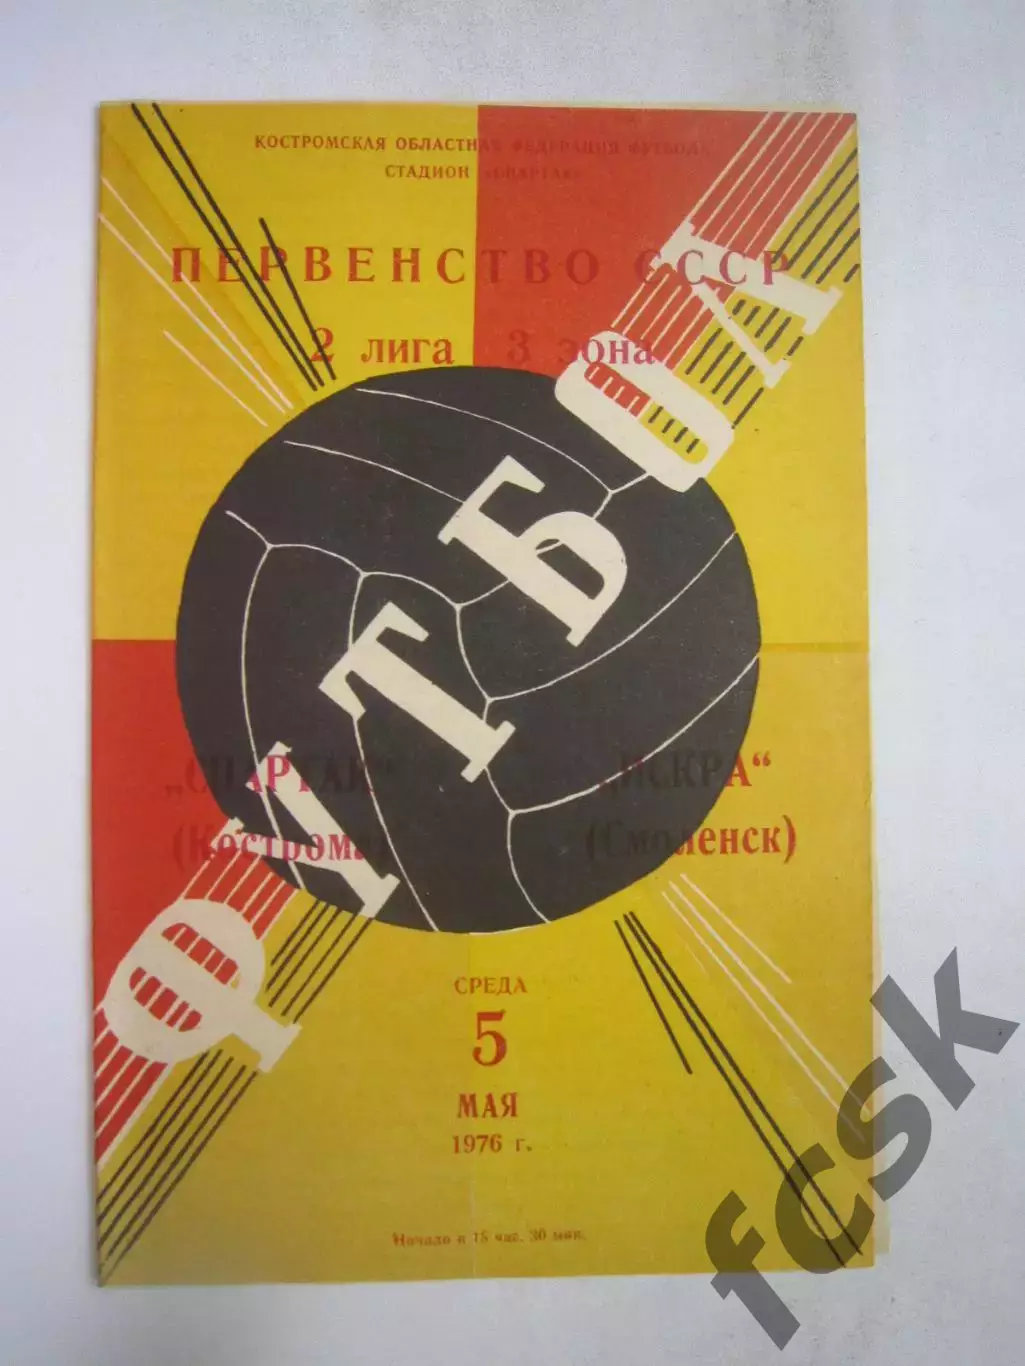 КОСТРОМСКАЯ ОБЛАСТНАЯ ФЕДЕРАЦИЯ ФУТБОЛА
СТАДИОН «СПАРТАК»
ПЕРВЕНСТВО СССР
2 лига 3 зона
ФУТБОЛ
„СПАРТАК“ „ИСКРА“
(Кострома) (Смоленск)
СРЕДА
5
МАЯ
1976 г.
Начало в 18 час. 30 мин.
fcsk